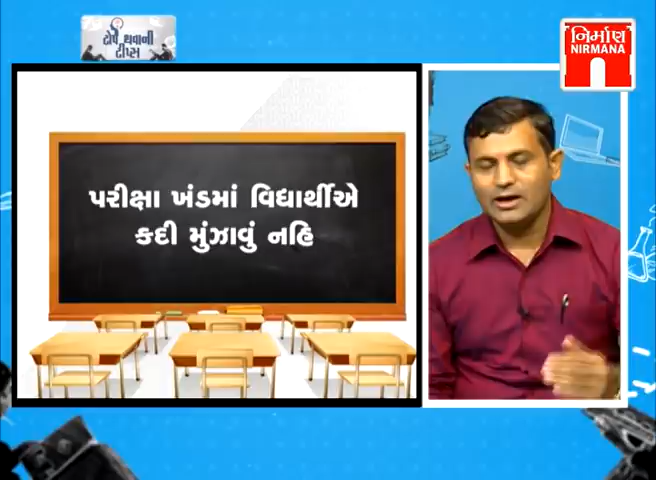 ટોપ થવાની
ટીપ્સ
નિર્માણ
NIRMANA
પરીક્ષા ખંડમાં વિદ્યાર્થીએ
કદી મુંઝાવું નહિ